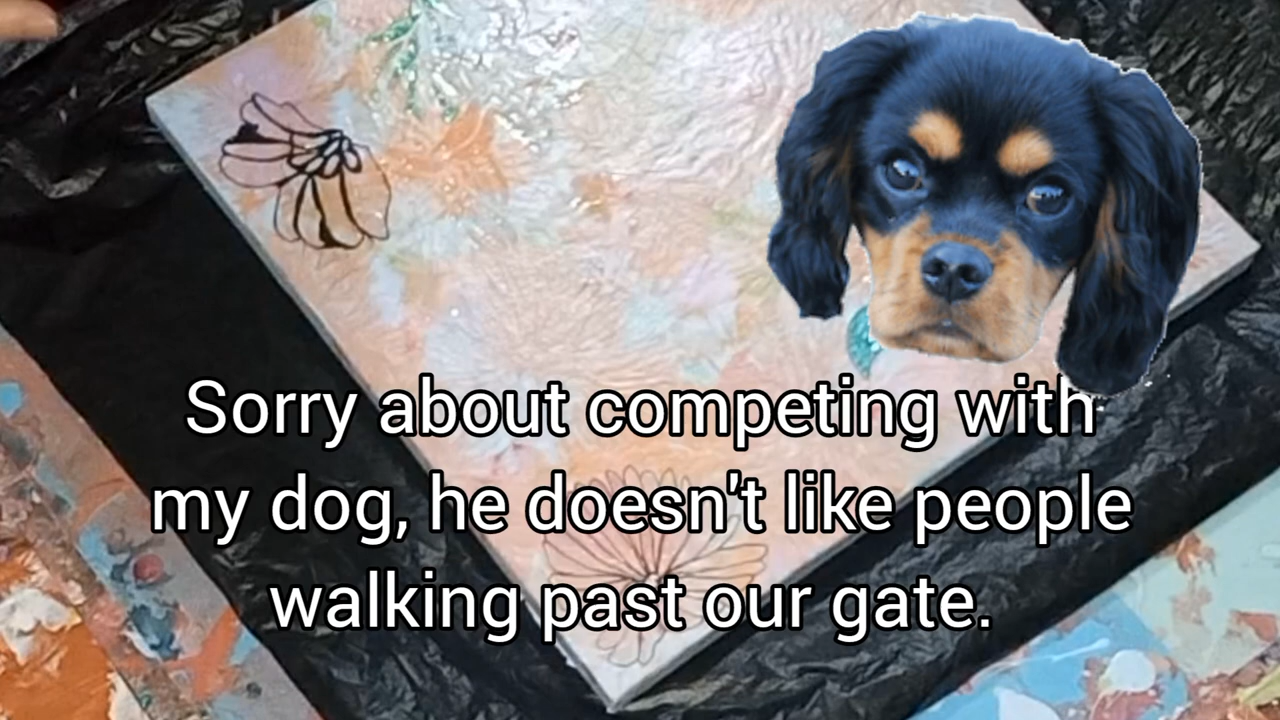 Sorry about competing with
my dog, he doesn't like people
walking past our gate.